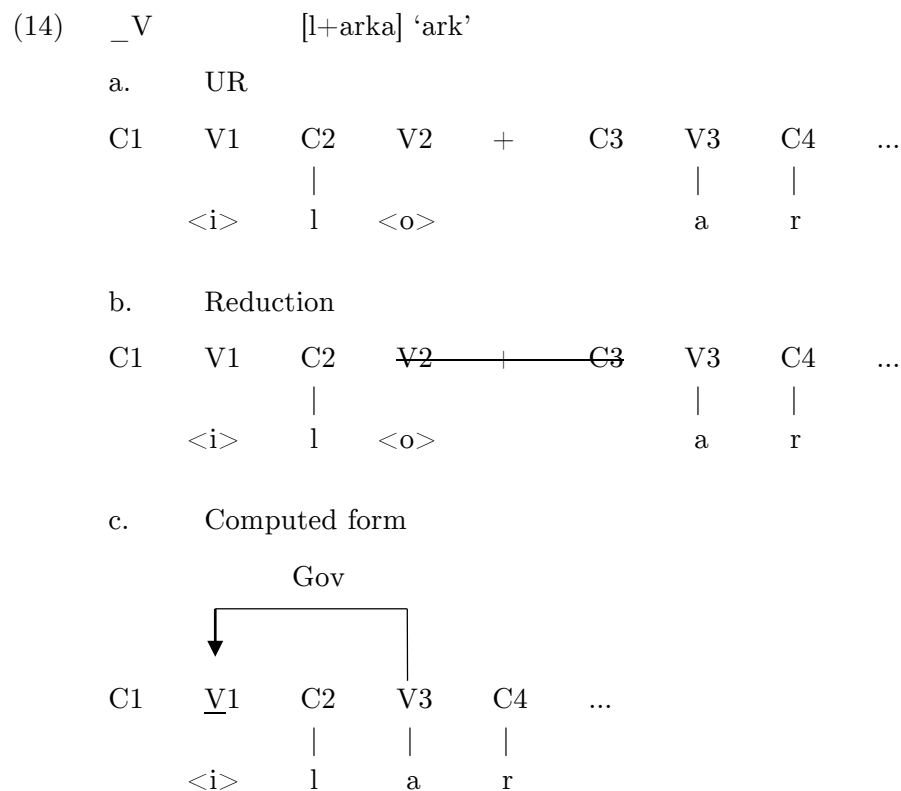 (14) _V [l+arka] ‘ark’
a. UR
C1 V1 C2 V2 + C3 V3 C4 ...
| | |
<i> l <o> a r
b. Reduction
C1 V1 C2 V2 + C3 V3 C4 ...
| | |
<i> l <o> a r
c. Computed form
Gov
C1 V1 C2 V3 C4 ...
| | |
<i> l a r